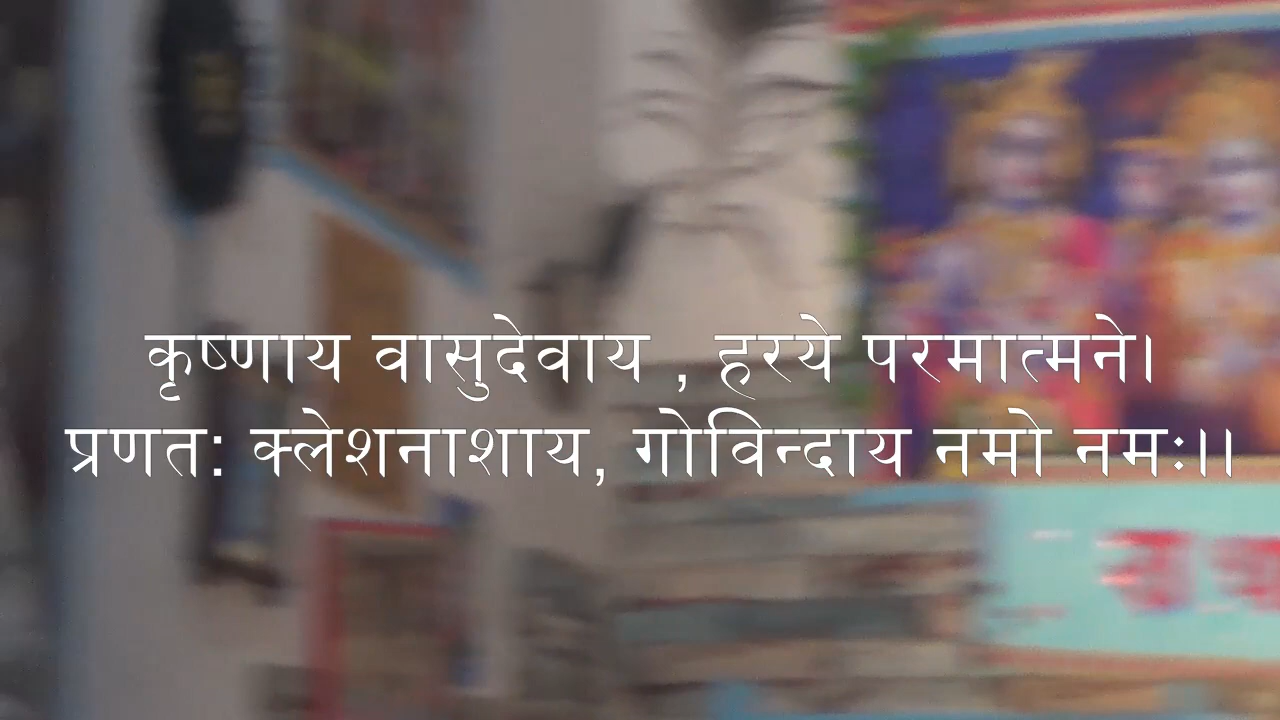 कृष्णाय वासुदेवाय , हरये परमात्मने।
प्रणत: क्लेशनाशाय, गोविन्दाय नमो नमः।।